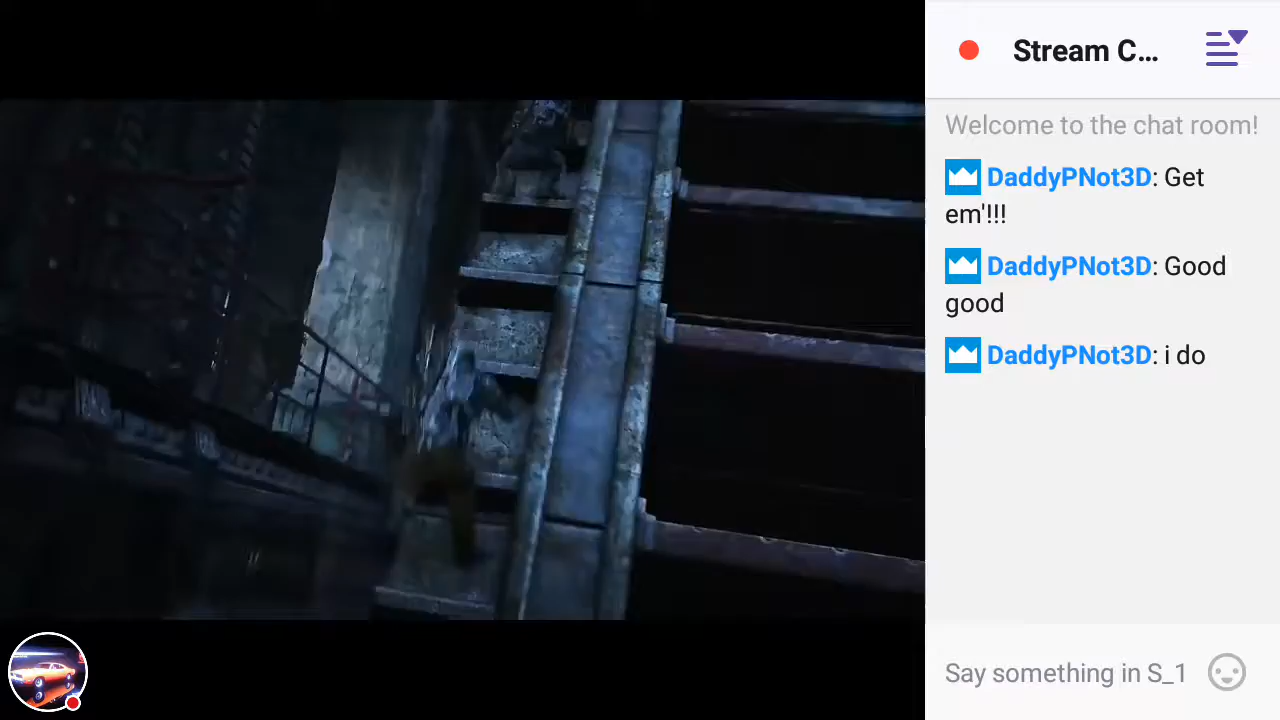 Stream C...
Welcome to the chat room!
DaddyPNot3D: Get
em'!!!
DaddyPNot3D: Good
good
DaddyPNot3D: i do
Say something in S_1